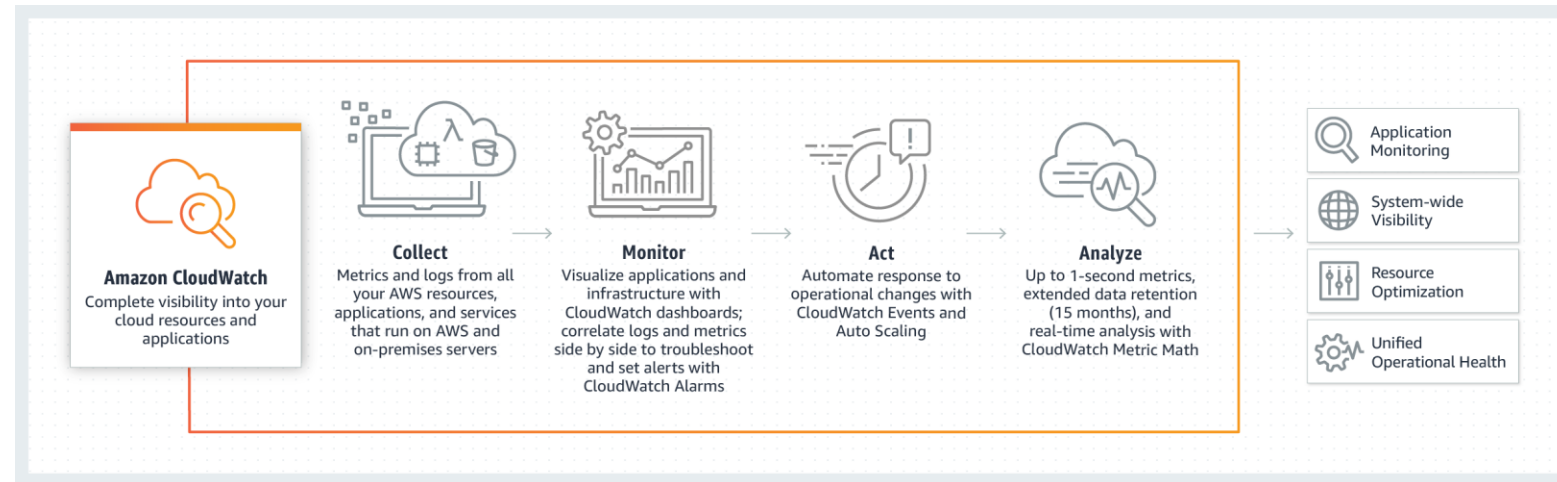 Amazon CloudWatch
Complete visibility into your
cloud resources and
applications
Collect
Metrics and logs from all
your AWS resources,
applications, and services
that run on AWS and
on-premises servers
Monitor
Visualize applications and
infrastructure with
CloudWatch dashboards;
correlate logs and metrics
side by side to troubleshoot
and set alerts with
CloudWatch Alarms
Act
Automate response to
operational changes with
CloudWatch Events and
Auto Scaling
Analyze
Up to 1-second metrics,
extended data retention
(15 months), and
real-time analysis with
CloudWatch Metric Math
Application
Monitoring
System-wide
Visibility
Resource
Optimization
Unified
Operational Health